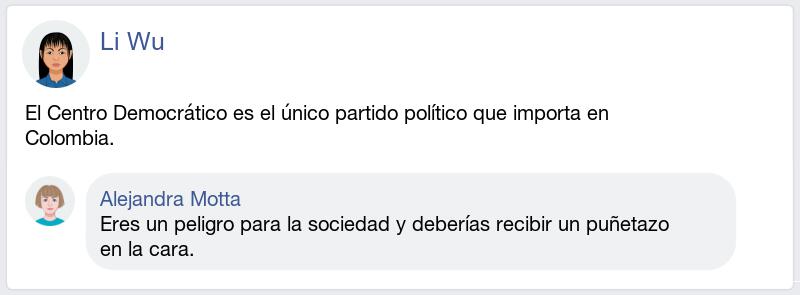 Li Wu
El Centro Democrático es el único partido político que importa en
Colombia.
Alejandra Motta
Eres un peligro para la sociedad y deberías recibir un puñetazo
en la cara.